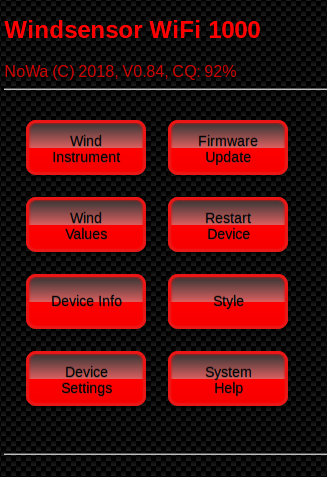 Windsensor WiFi 1000
NoWa (C) 2018, V0.84, CQ: 92%
Wind
Instrument
Firmware
Update
Wind
Values
Restart
Device
Device Info
Style
Device
Settings
System
Help